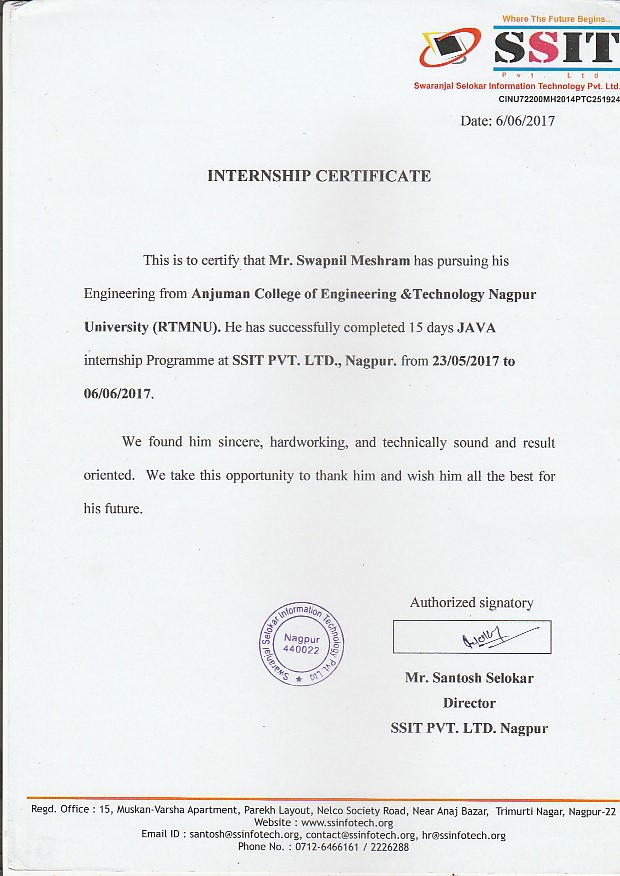 Where The Future Begins...
SSIT
Pvt. Ltd.
Swaranjal Selokar Information Technology Pvt. Ltd.
CINU72200MH2014PTC251924
Date: 6/06/2017
INTERNSHIP CERTIFICATE
This is to certify that Mr. Swapnil Meshram has pursuing his
Engineering from Anjuman College of Engineering &Technology Nagpur
University (RTMNU). He has successfully completed 15 days JAVA
internship Programme at SSIT PVT. LTD., Nagpur. from 23/05/2017 to
06/06/2017.
We found him sincere, hardworking, and technically sound and result
oriented. We take this opportunity to thank him and wish him all the best for
his future.
Authorized signatory
Swaranjal Selokar Information Technology Pvt. Ltd
Nagpur
440022
Mr. Santosh Selokar
Director
SSIT PVT. LTD. Nagpur
Regd. Office : 15, Muskan-Varsha Apartment, Parekh Layout, Nelco Society Road, Near Anaj Bazar, Trimurti Nagar, Nagpur-22
Website : www.ssinfotech.org
Email ID : santosh@ssinfotech.org, contact@ssinfotech.org, hr@ssinfotech.org
Phone No. : 0712-6466161 / 2226288